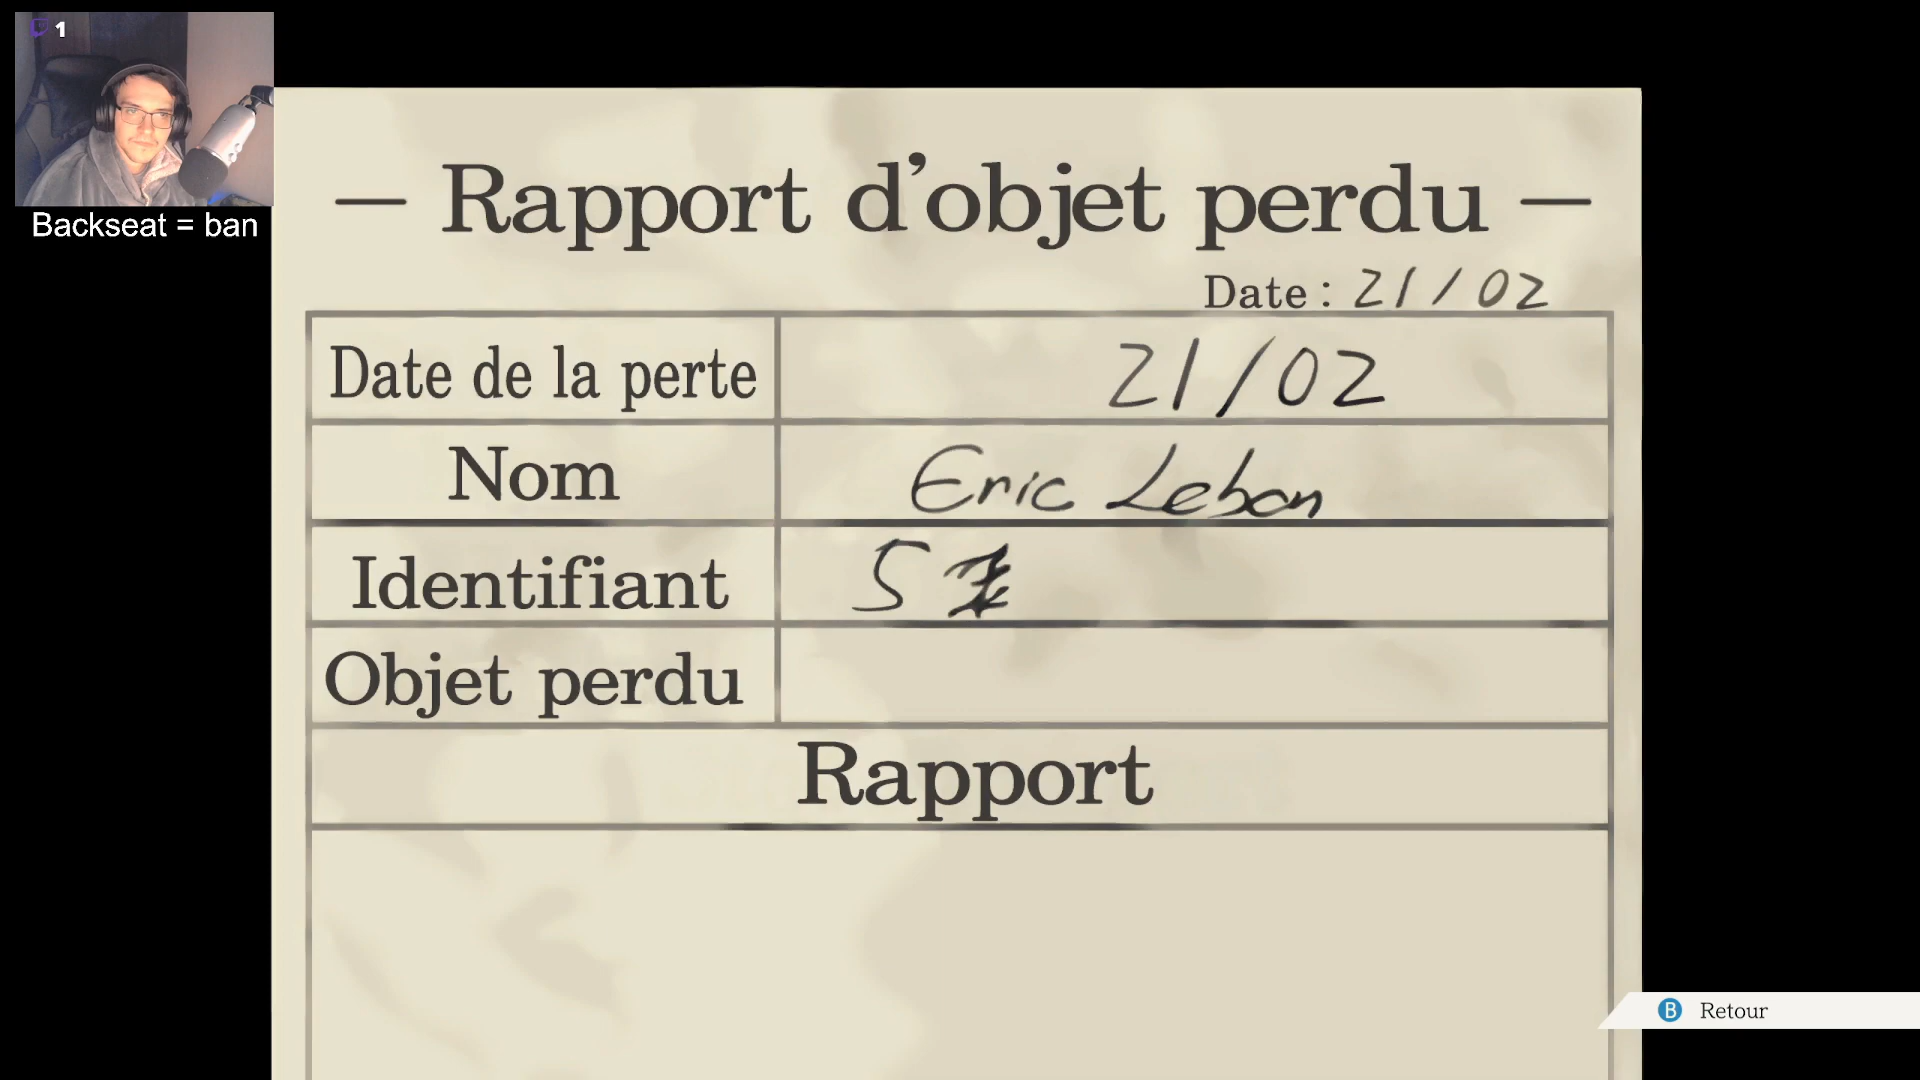 1
Backseat = ban
– Rapport d'objet perdu –
Date : 21/02
Date de la perte 21/02
Nom Eric Lebon
Identifiant 5
Objet perdu
Rapport
B Retour